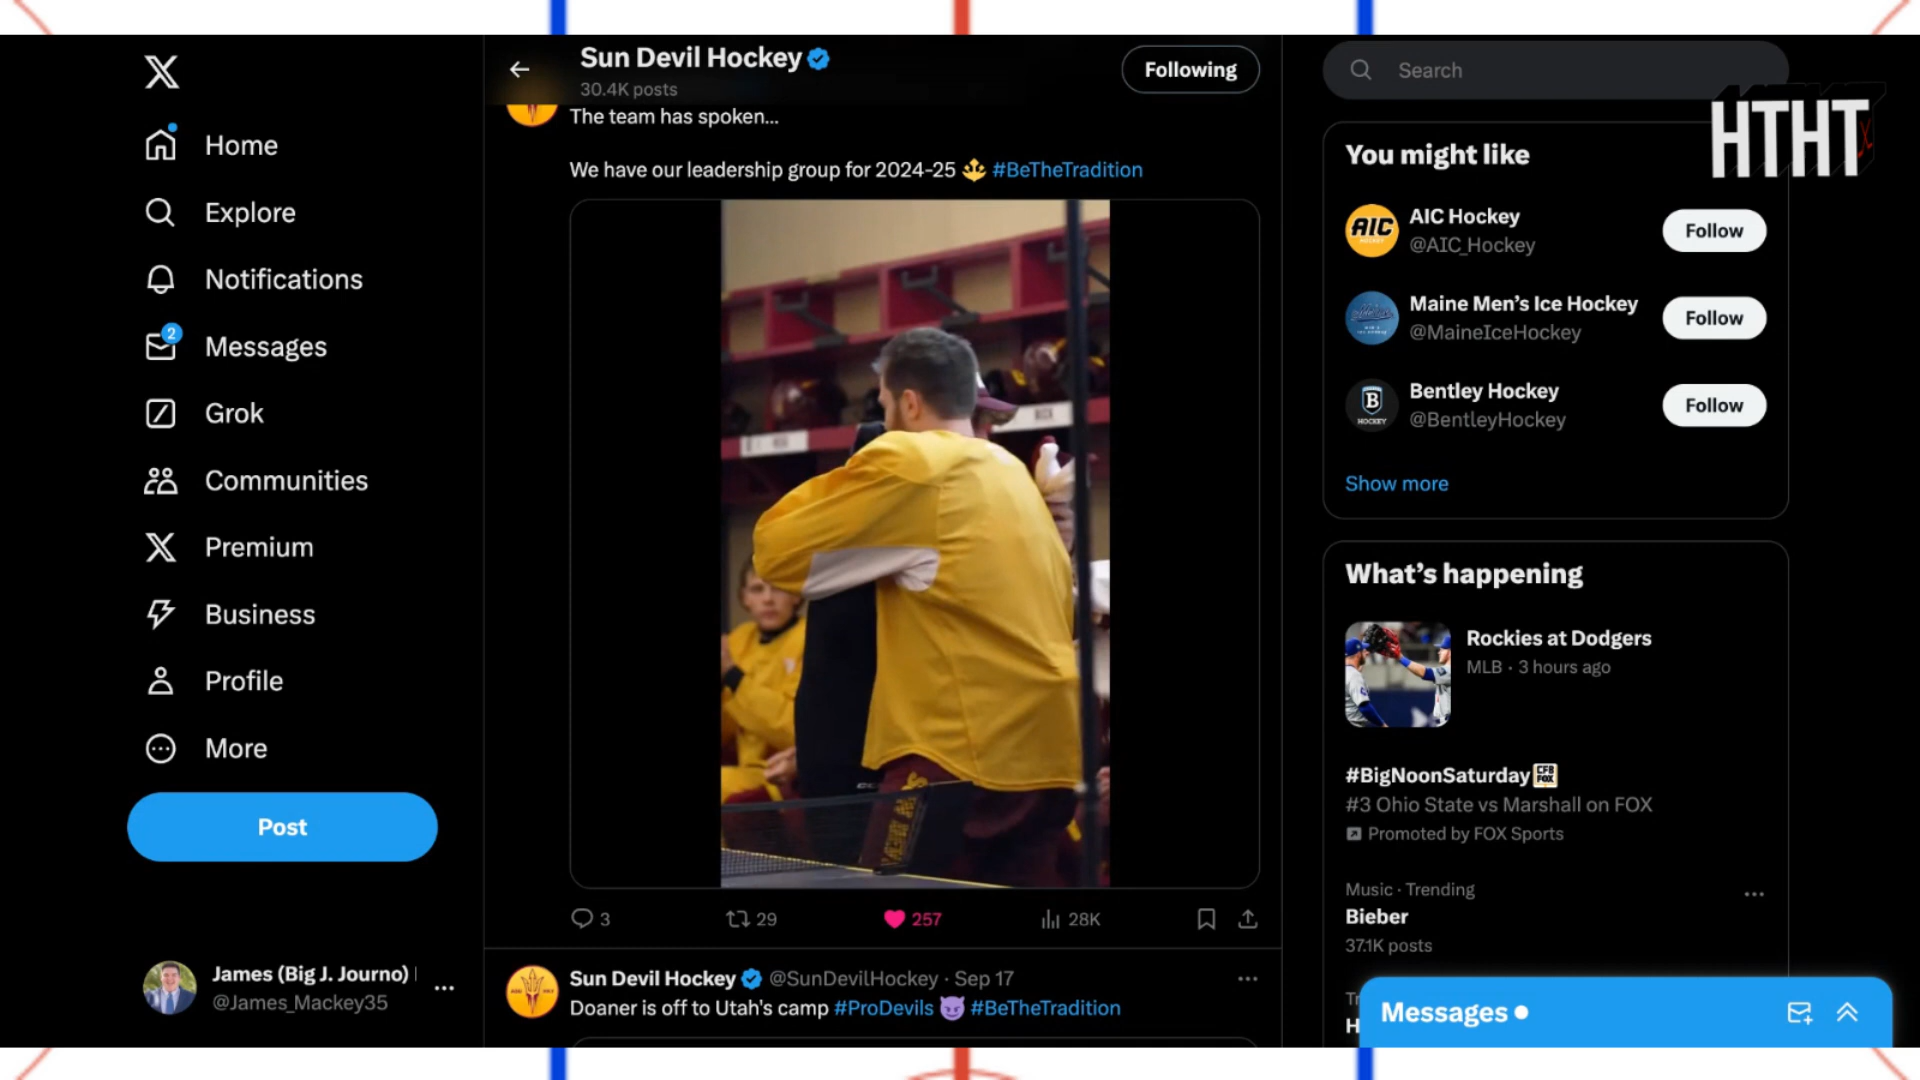 Home
Explore
Notifications
2
Messages
Grok
Communities
Premium
Business
Profile
More
Post
James (Big J. Journo)
@James_Mackey35
Sun Devil Hockey
30.4K posts
Following
The team has spoken...
We have our leadership group for 2024-25 #BeTheTradition
3
29
257
28K
Sun Devil Hockey @SunDevilHockey · Sep 17
Doaner is off to Utah's camp #ProDevils #BeTheTradition
Search
HTHT
You might like
AIC
HOCKEY
AIC Hockey
@AIC_Hockey
Follow
Maine Men's Ice Hockey
@MaineIceHockey
Follow
B
HOCKEY
Bentley Hockey
@BentleyHockey
Follow
Show more
What's happening
Rockies at Dodgers
MLB · 3 hours ago
#BigNoonSaturday
CFB
FOX
#3 Ohio State vs Marshall on FOX
Promoted by FOX Sports
Music · Trending
Bieber
37.1K posts
Messages